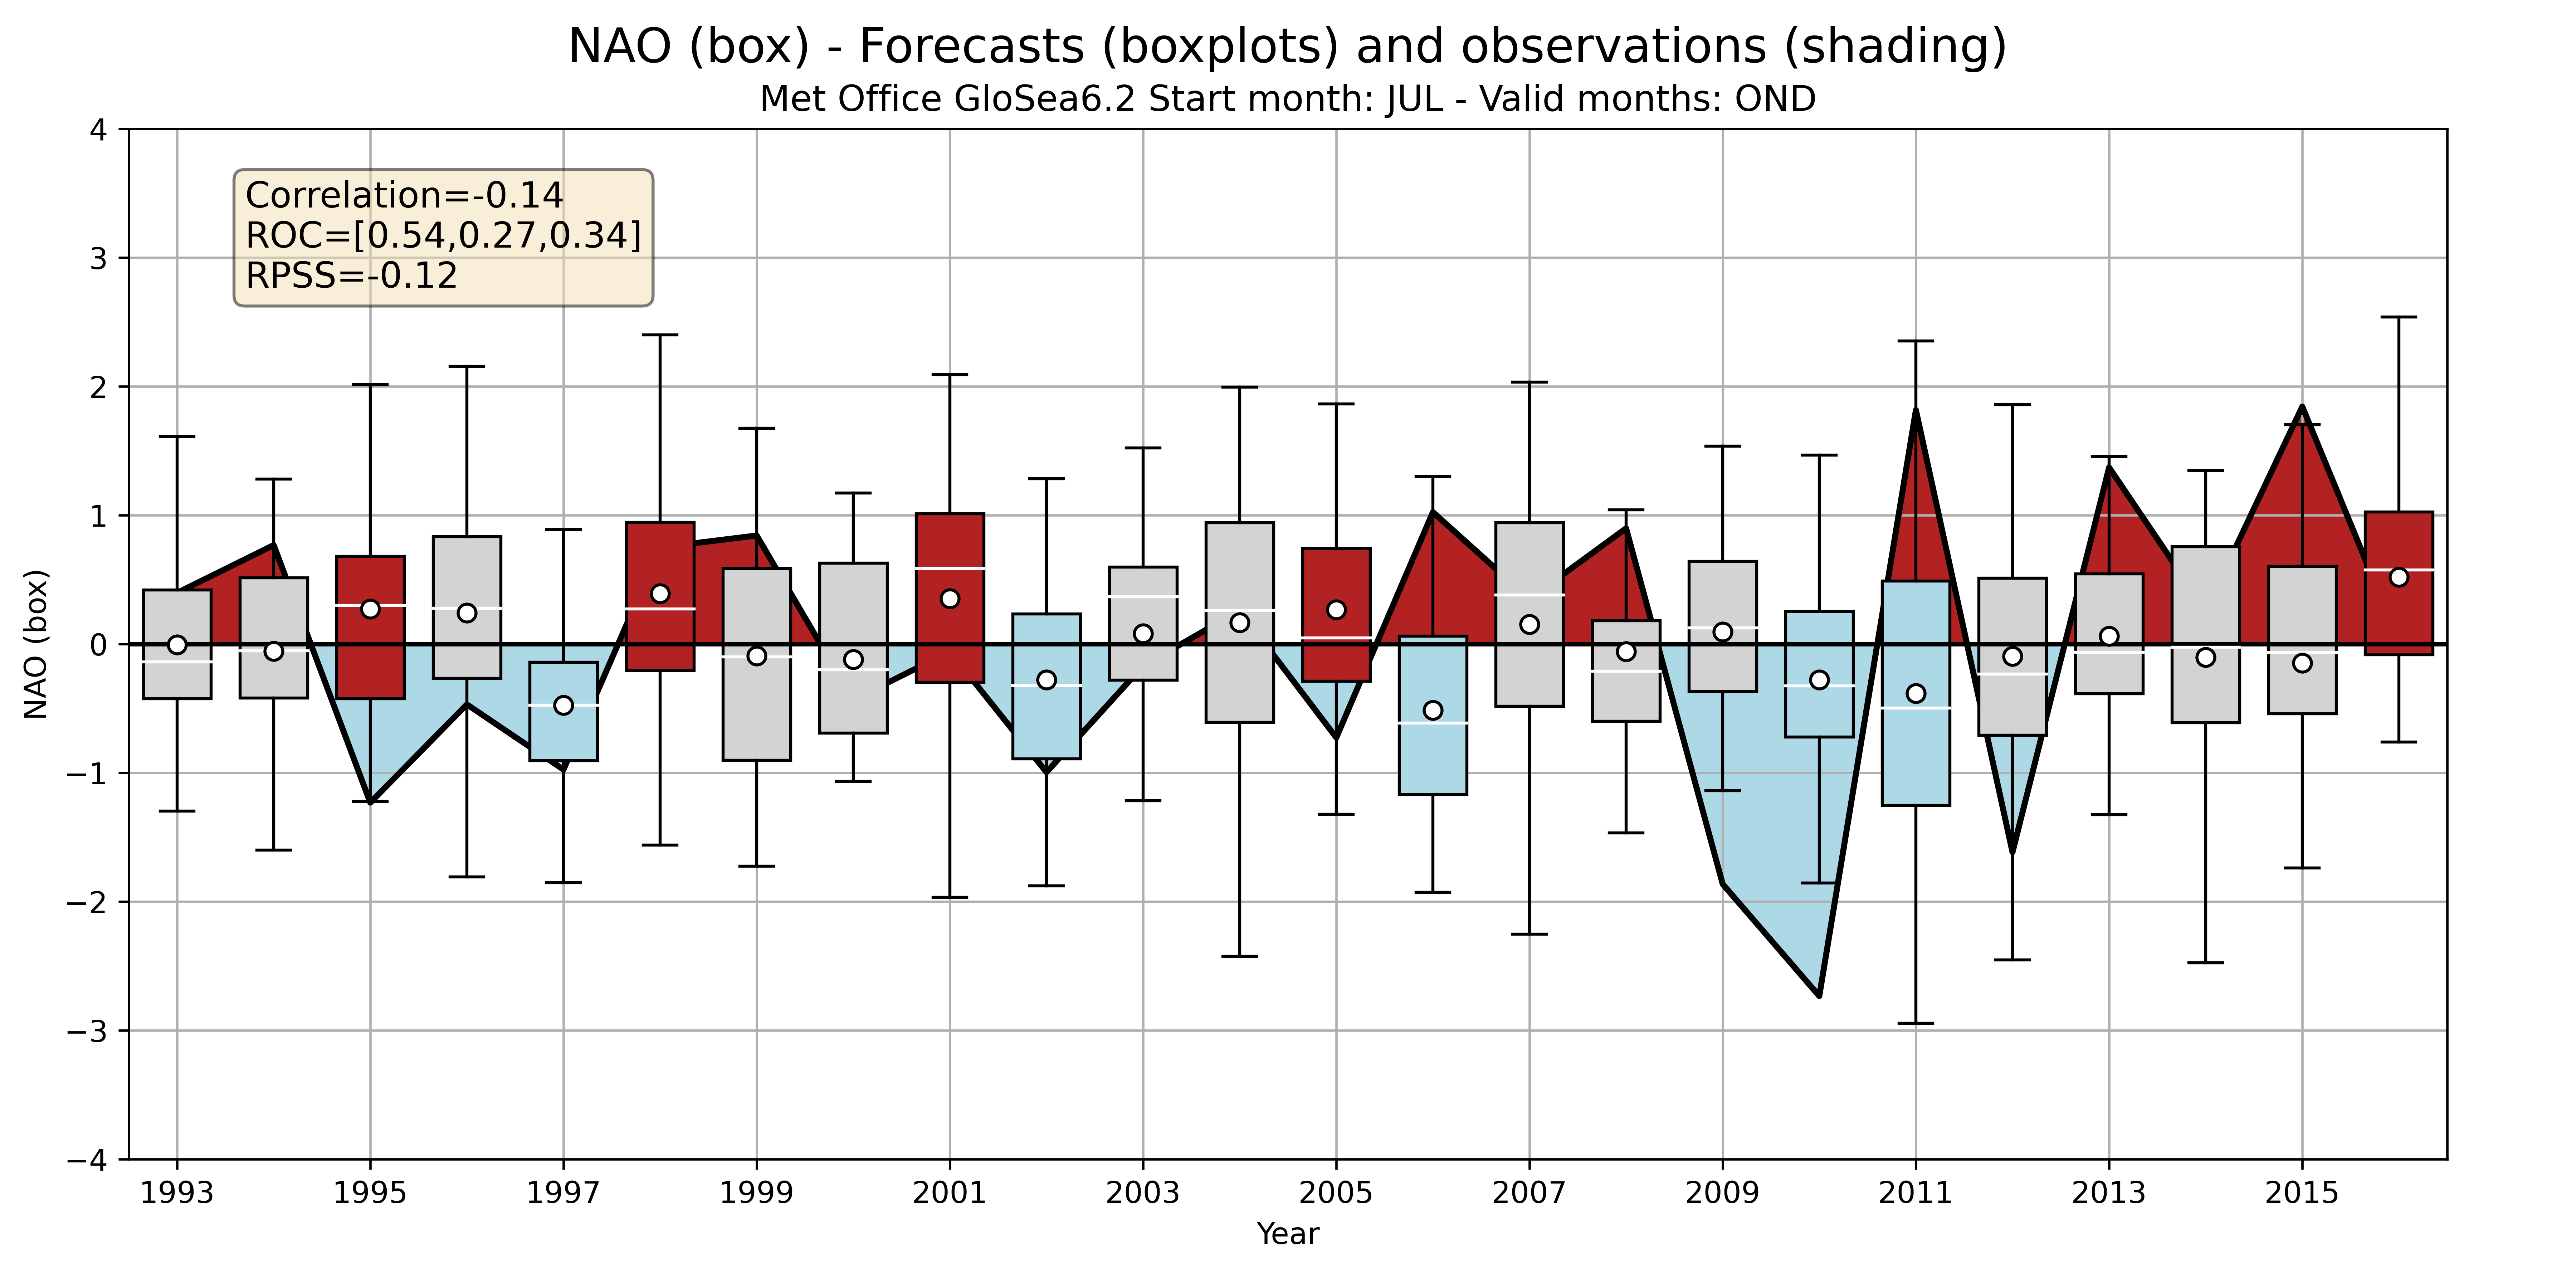 NAO (box) - Forecasts (boxplots) and observations (shading)
Met Office GloSea6.2 Start month: JUL - Valid months: OND
Correlation=-0.14
ROC=[0.54,0.27,0.34]
RPSS=-0.12
NAO (box)
4
3
2
1
0
−1
−2
−3
−4
1993 1995 1997 1999 2001 2003 2005 2007 2009 2011 2013 2015
Year